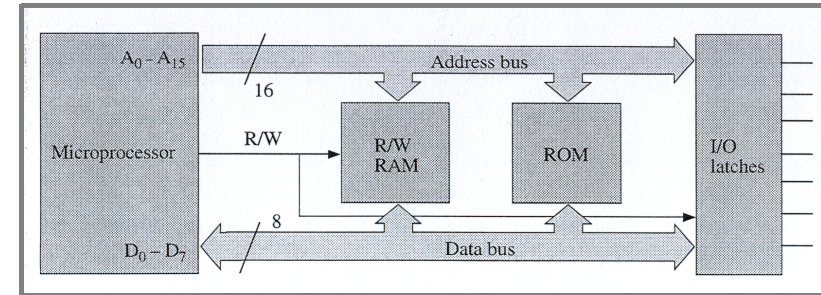 A₀ – A₁₅
Address bus
16
R/W
Microprocessor
R/W
RAM
ROM
I/O
latches
8
D₀ – D₇
Data bus